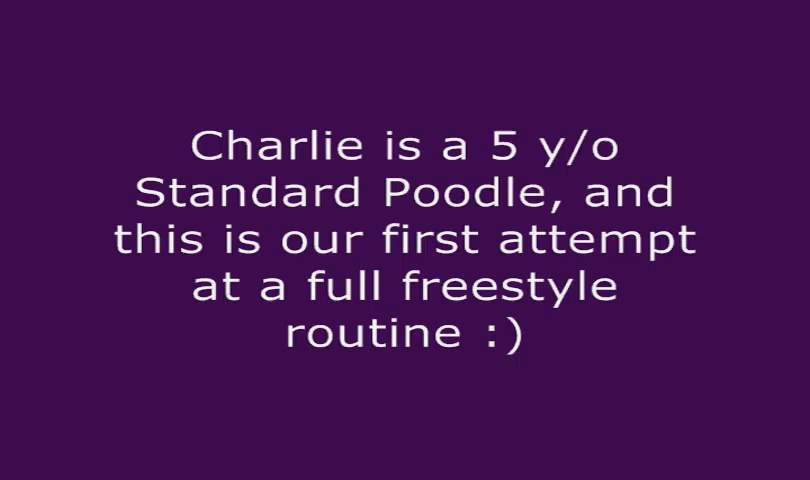 Charlie is a 5 y/o
Standard Poodle, and
this is our first attempt
at a full freestyle
routine :)